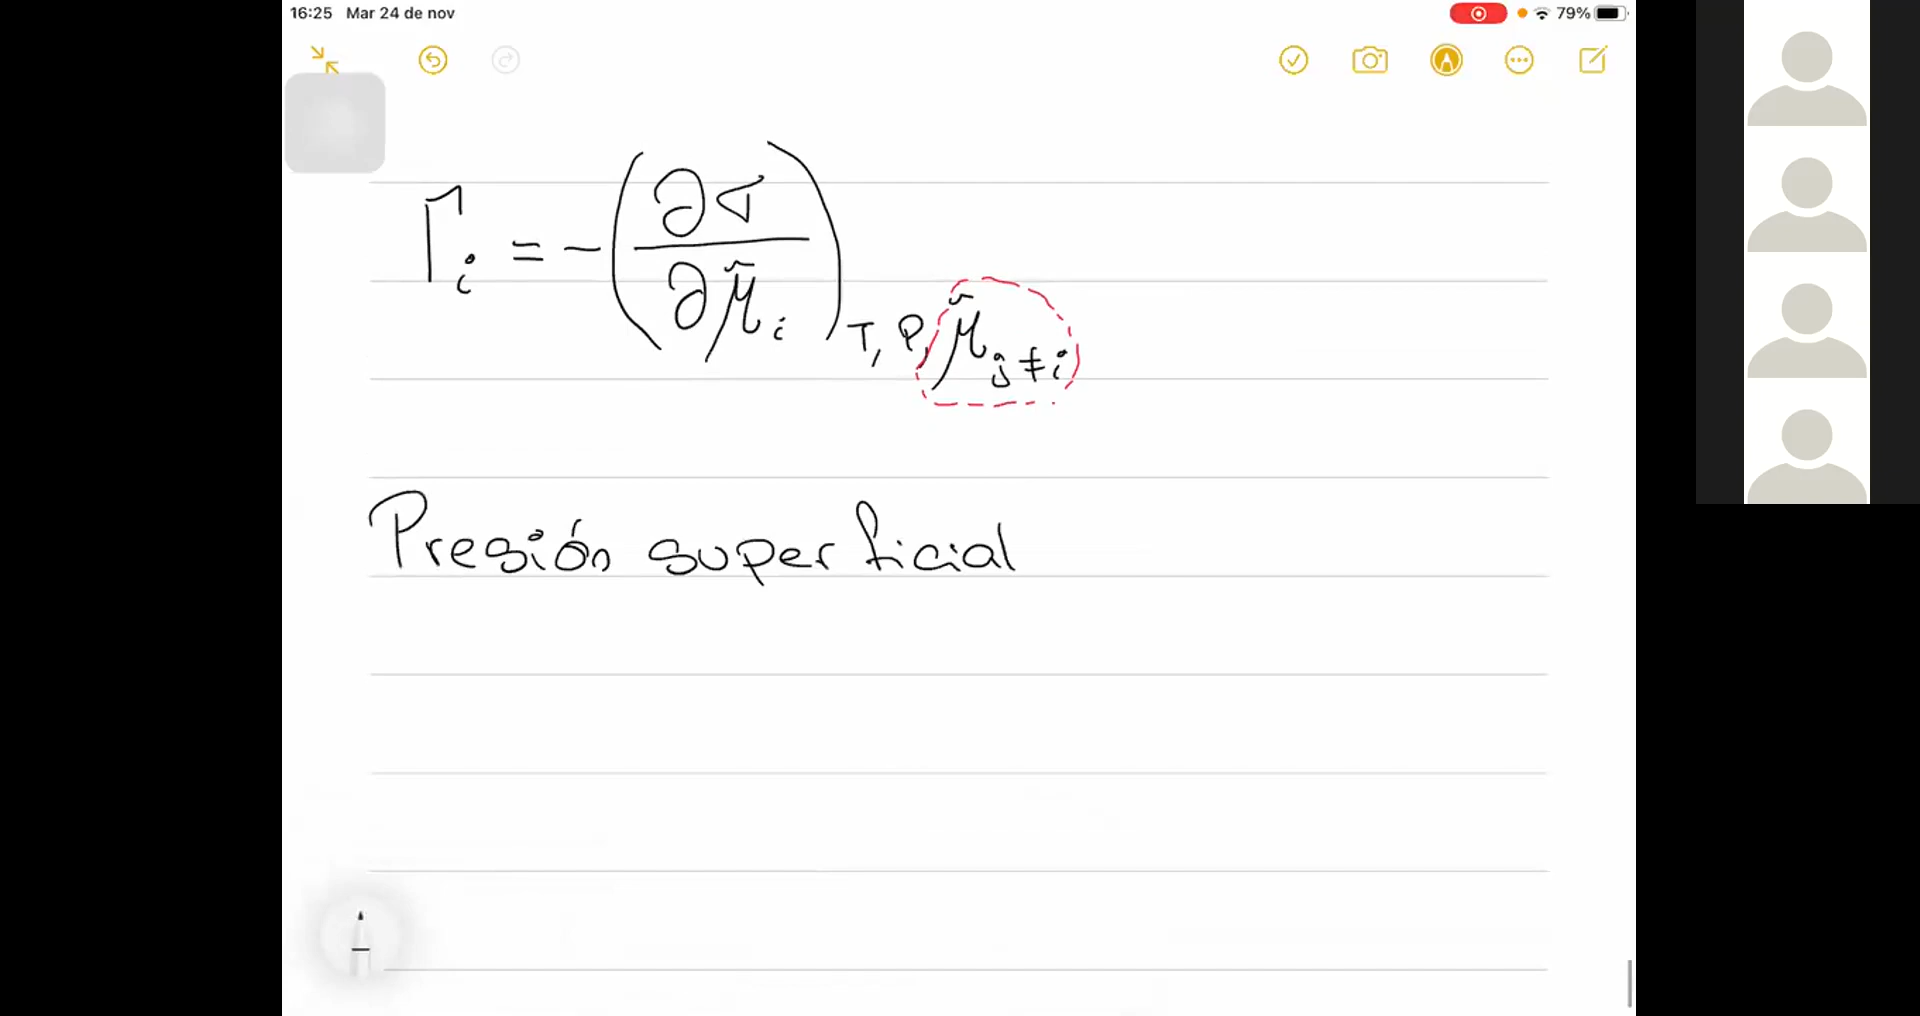 16:25 Mar 24 de nov 79%
Γᵢ = -(∂σ / ∂μ̃ᵢ) T, P, μ̃ j≠i
Presión superficial